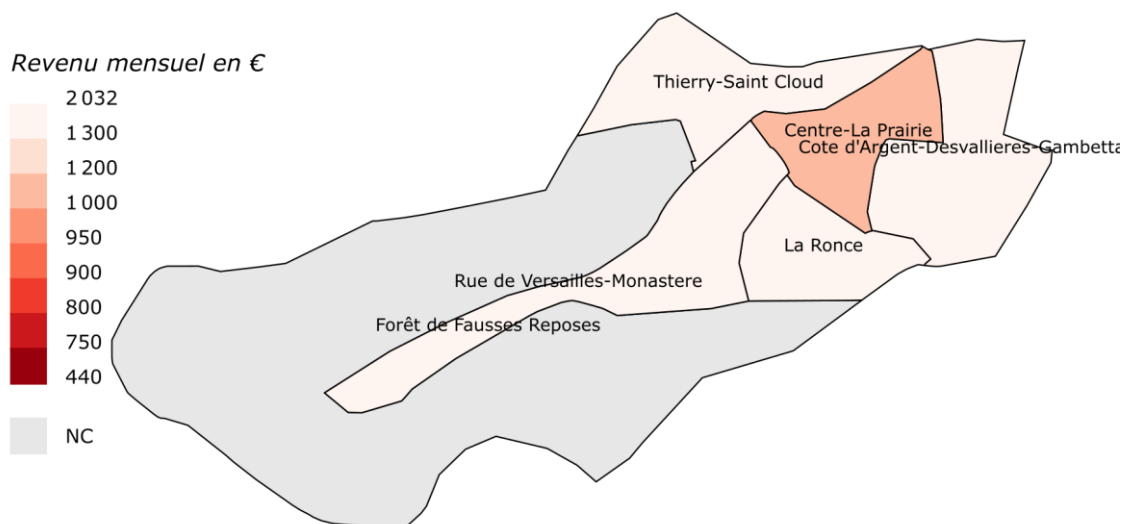 Revenu mensuel en €
2 032
1 300
1 200
1 000
950
900
800
750
440
NC
Thierry-Saint Cloud
Centre-La Prairie
Cote d'Argent-Desvallieres-Gambetta
La Ronce
Rue de Versailles-Monastere
Forêt de Fausses Reposes